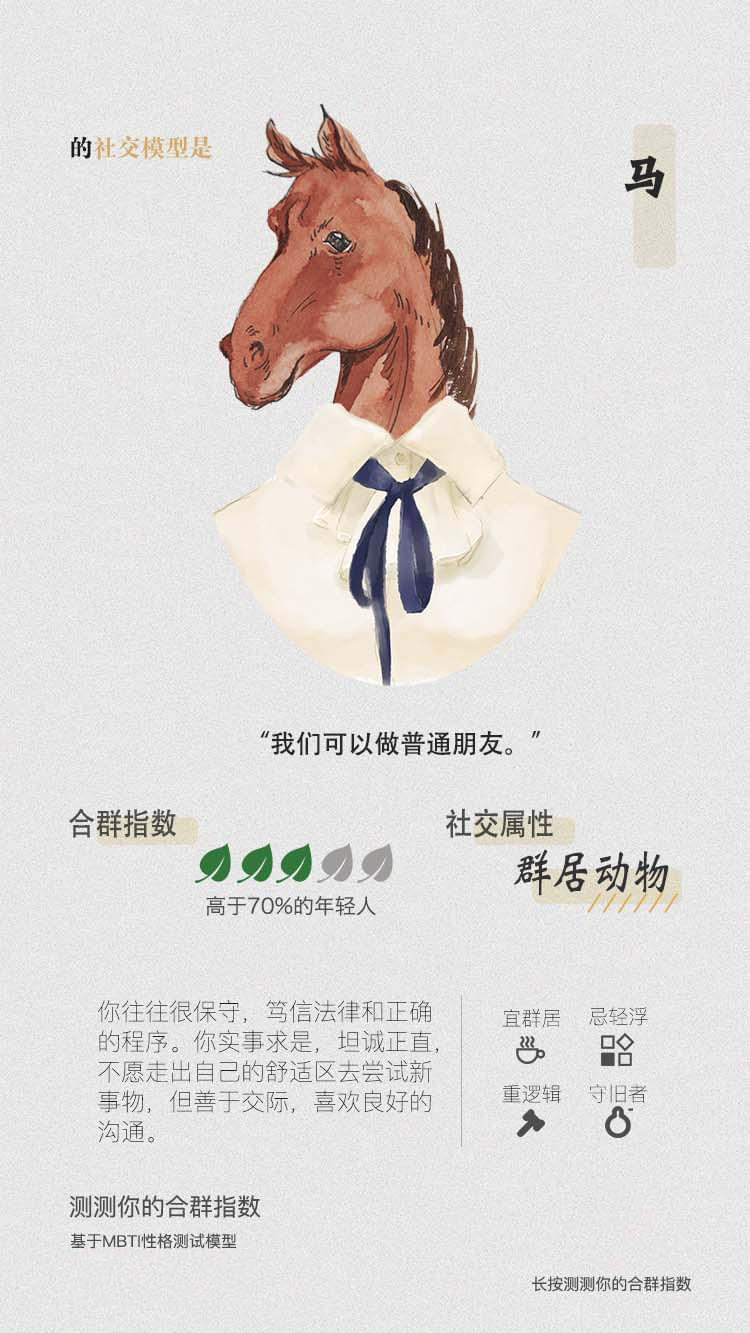 的社交模型是
马
“我们可以做普通朋友。”
合群指数
高于70%的年轻人
社交属性
群居动物
你往往很保守，笃信法律和正确
的程序。你实事求是，坦诚正直，
不愿走出自己的舒适区去尝试新
事物，但善于交际，喜欢良好的
沟通。
宜群居 忌轻浮
重逻辑 守旧者
测测你的合群指数
基于MBTI性格测试模型
长按测测你的合群指数